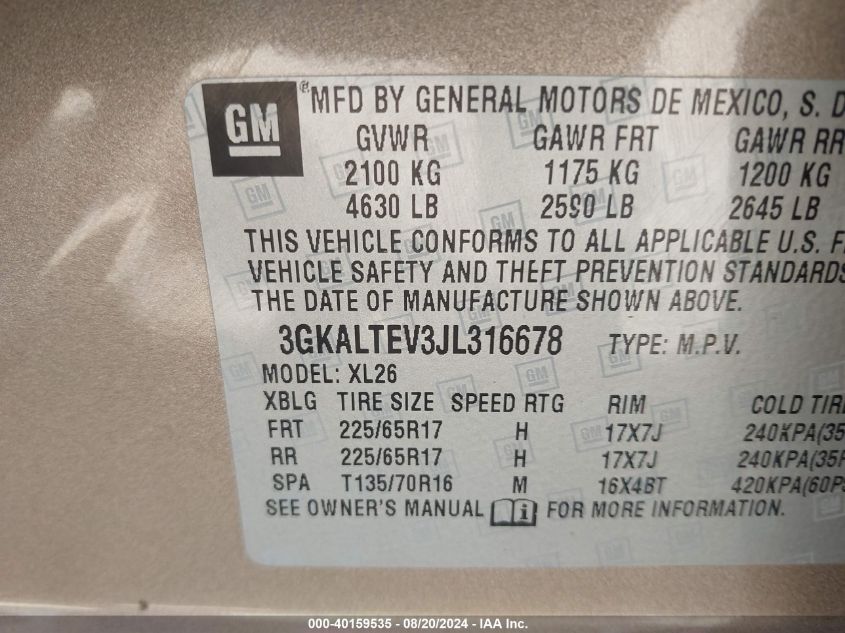 GM ® MFD BY GENERAL MOTORS DE MEXICO, S. D
GVWR GAWR FRT GAWR RR
2100 KG 1175 KG 1200 KG
4630 LB 2590 LB 2645 LB
THIS VEHICLE CONFORMS TO ALL APPLICABLE U.S. F
VEHICLE SAFETY AND THEFT PREVENTION STANDARDS
THE DATE OF MANUFACTURE SHOWN ABOVE.
3GKALTEV3JL316678 TYPE: M.P.V.
MODEL: XL26
XBLG TIRE SIZE SPEED RTG RIM COLD TIRE
FRT 225/65R17 H 17X7J 240KPA(35
RR 225/65R17 H 17X7J 240KPA(35P
SPA T135/70R16 M 16X4BT 420KPA(60PS
SEE OWNER'S MANUAL i FOR MORE INFORMATION.
000-40159535 - 08/20/2024 - IAA Inc.